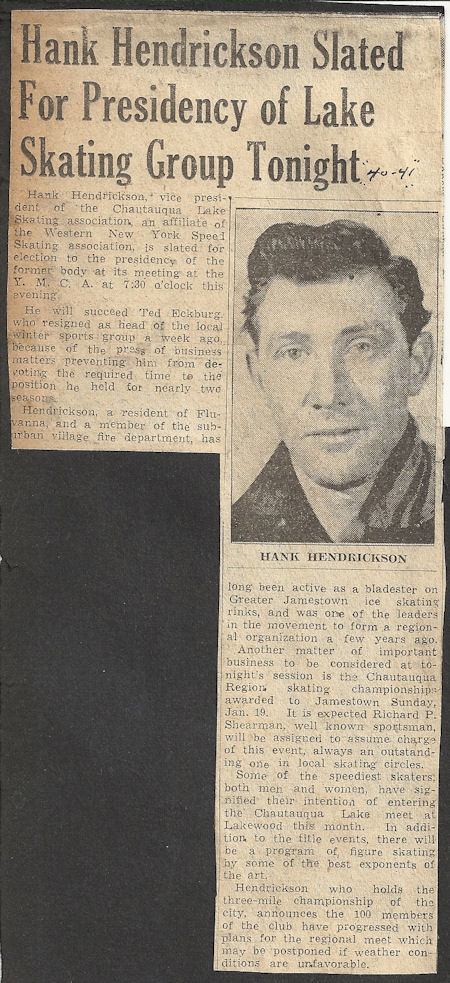 Hank Hendrickson Slated
For Presidency of Lake
Skating Group Tonight
"40-41"
Hank Hendrickson, vice presi-
dent of the Chautauqua Lake
Skating association, an affiliate of
the Western New York Speed
Skating association, is slated for
election to the presidency of the
former body at its meeting at the
Y. M. C. A. at 7:30 o'clock this
evening.
He will succeed Ted Eckburg.
who resigned as head of the local
winter sports group a week ago,
because of the press of business
matters preventing him from de-
voting the required time to the
position he held for nearly two
seasons.
Hendrickson, a resident of Flu-
vanna, and a member of the sub-
urban village fire department, has
HANK HENDRICKSON
long been active as a bladester on
Greater Jamestown ice skating
rinks, and was one of the leaders
in the movement to form a region-
al organization a few years ago.
Another matter of important
business to be considered at to-
night's session is the Chautauqua
Region skating championships
awarded to Jamestown Sunday,
Jan. 19. It is expected Richard P.
Shearman, well known sportsman,
will be assigned to assume charge
of this event, always an outstand-
ing one in local skating circles.
Some of the speediest skaters,
both men and women, have sig-
nified their intention of entering
the Chautauqua Lake meet at
Lakewood this month. In addi-
tion to the title events, there will
be a program of figure skating
by some of the best exponents of
the art.
Hendrickson who holds the
three-mile championship of the
city, announces the 100 members
of the club have progressed with
plans for the regional meet which
may be postponed if weather con-
ditions are unfavorable.